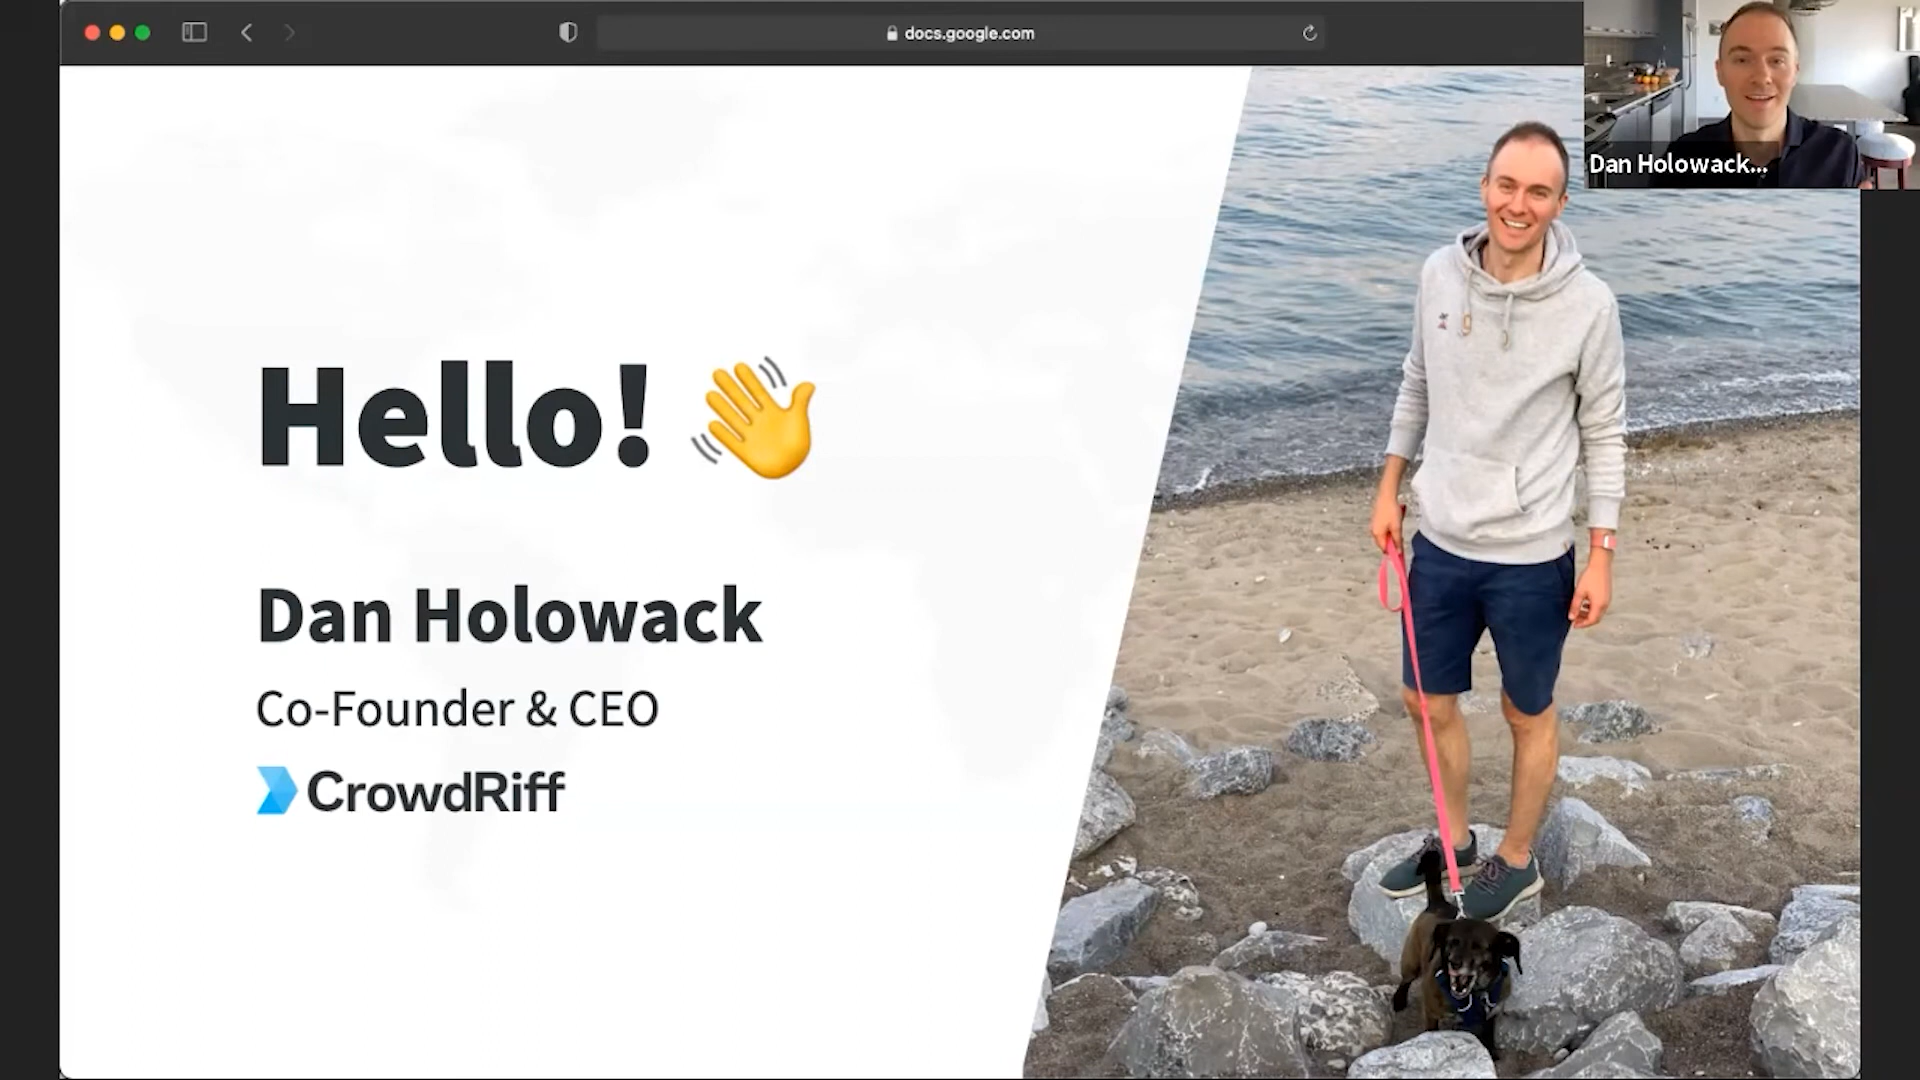 docs.google.com
Dan Holowack...
Hello! 👋
Dan Holowack
Co-Founder & CEO
CrowdRiff